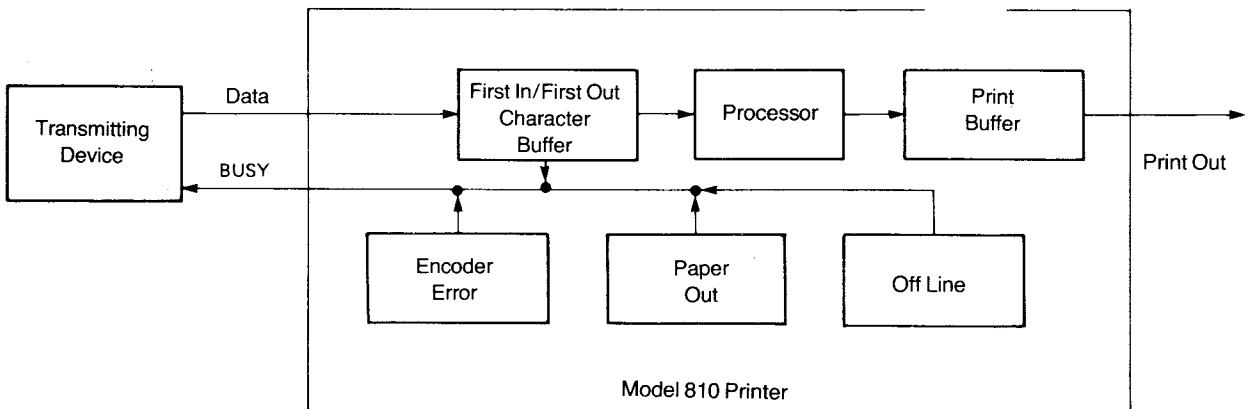 Transmitting
Device
Data
BUSY
First In/First Out
Character
Buffer
Processor
Print
Buffer
Print Out
Encoder
Error
Paper
Out
Off Line
Model 810 Printer